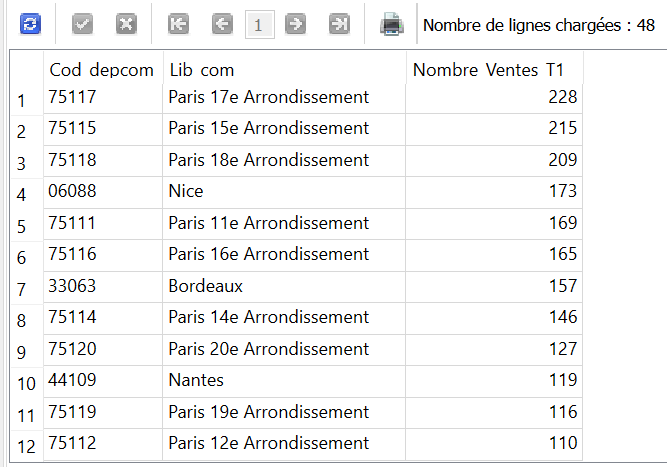 1 Nombre de lignes chargées : 48
Cod depcom Lib com Nombre Ventes T1
1 75117 Paris 17e Arrondissement 228
2 75115 Paris 15e Arrondissement 215
3 75118 Paris 18e Arrondissement 209
4 06088 Nice 173
5 75111 Paris 11e Arrondissement 169
6 75116 Paris 16e Arrondissement 165
7 33063 Bordeaux 157
8 75114 Paris 14e Arrondissement 146
9 75120 Paris 20e Arrondissement 127
10 44109 Nantes 119
11 75119 Paris 19e Arrondissement 116
12 75112 Paris 12e Arrondissement 110